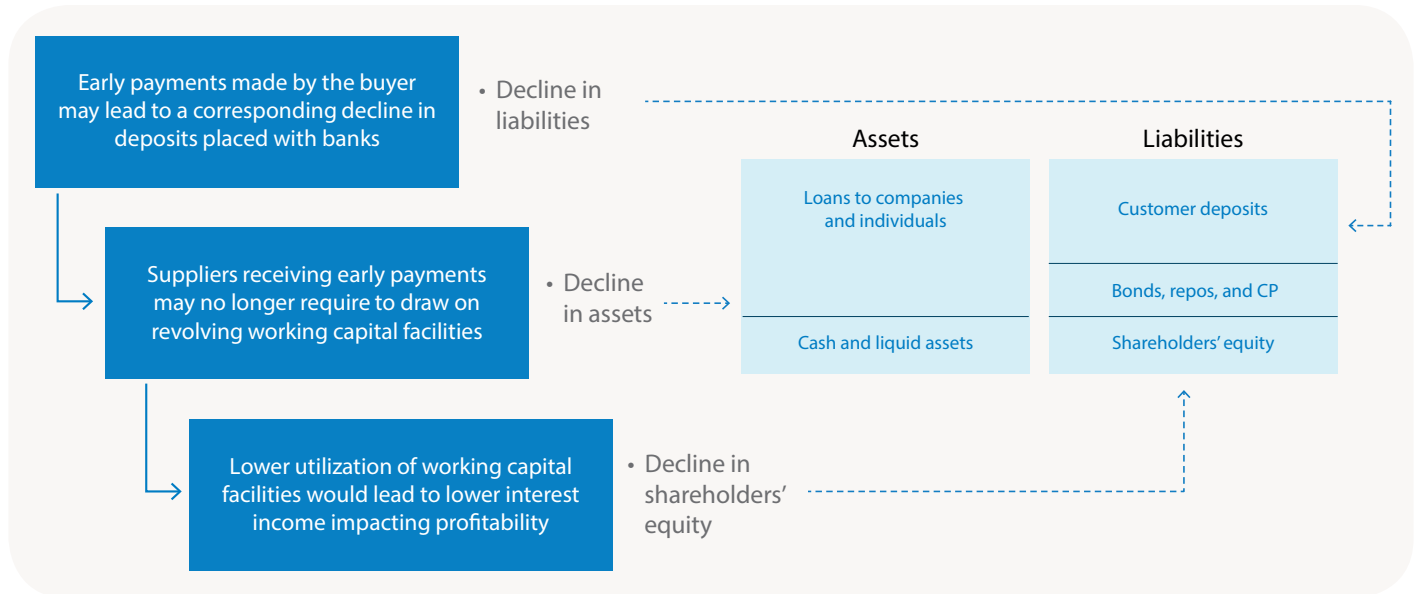 Early payments made by the buyer
may lead to a corresponding decline in
deposits placed with banks
• Decline in
liabilities
Suppliers receiving early payments
may no longer require to draw on
revolving working capital facilities
• Decline
in assets
Lower utilization of working capital
facilities would lead to lower interest
income impacting profitability
• Decline in
shareholders’
equity
Assets
Loans to companies
and individuals
Cash and liquid assets
Liabilities
Customer deposits
Bonds, repos, and CP
Shareholders’ equity